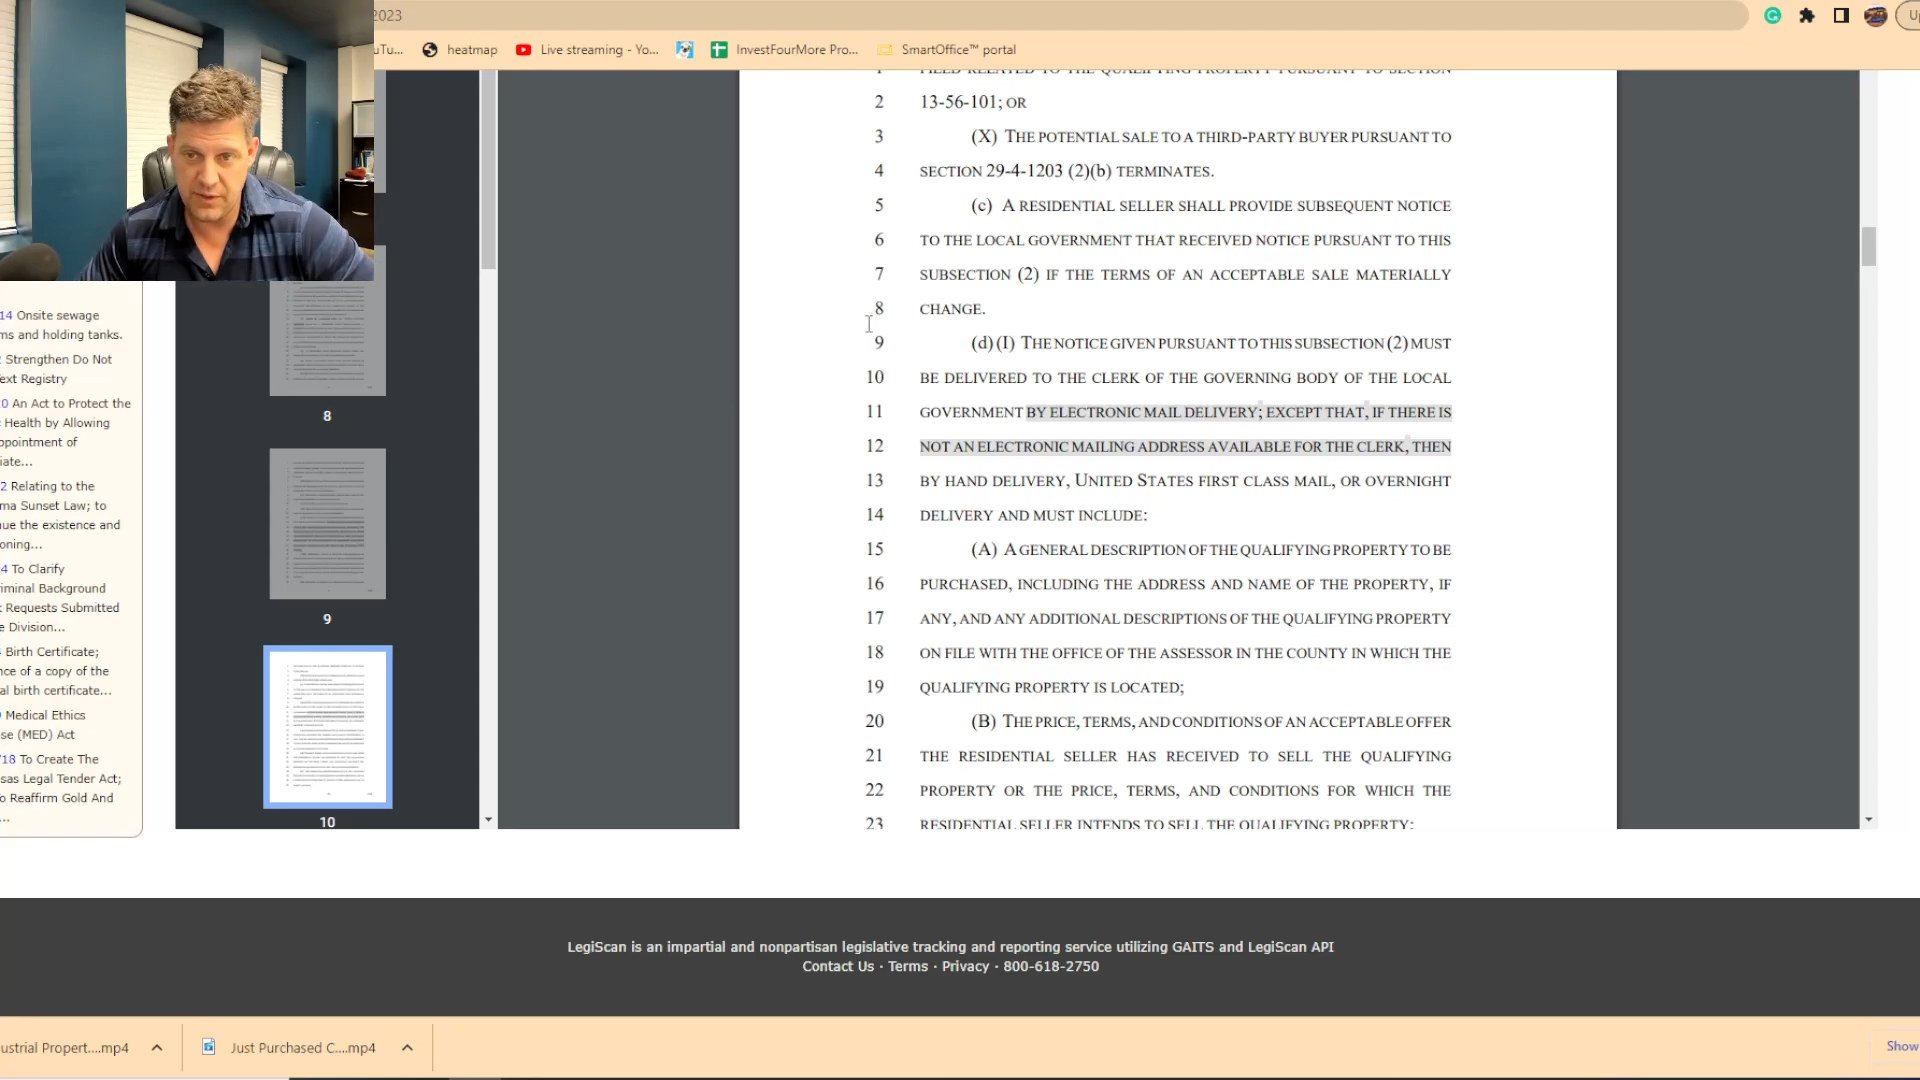 2023
uTu...
heatmap
Live streaming - Yo...
InvestFourMore Pro...
SmartOffice™ portal
14 Onsite sewage
ms and holding tanks.
Strengthen Do Not
ext Registry
0 An Act to Protect the
Health by Allowing
ppointment of
iate...
2 Relating to the
ma Sunset Law; to
nue the existence and
oning...
4 To Clarify
riminal Background
t Requests Submitted
e Division...
Birth Certificate;
nce of a copy of the
al birth certificate...
Medical Ethics
se (MED) Act
18 To Create The
sas Legal Tender Act;
o Reaffirm Gold And
...
8
9
10
1 FILED RELATED TO THE QUALIFYING PROPERTY PURSUANT TO SECTION
2 13-56-101; OR
3 (X) THE POTENTIAL SALE TO A THIRD-PARTY BUYER PURSUANT TO
4 SECTION 29-4-1203 (2)(b) TERMINATES.
5 (c) A RESIDENTIAL SELLER SHALL PROVIDE SUBSEQUENT NOTICE
6 TO THE LOCAL GOVERNMENT THAT RECEIVED NOTICE PURSUANT TO THIS
7 SUBSECTION (2) IF THE TERMS OF AN ACCEPTABLE SALE MATERIALLY
8 CHANGE.
9 (d) (I) THE NOTICE GIVEN PURSUANT TO THIS SUBSECTION (2) MUST
10 BE DELIVERED TO THE CLERK OF THE GOVERNING BODY OF THE LOCAL
11 GOVERNMENT BY ELECTRONIC MAIL DELIVERY; EXCEPT THAT, IF THERE IS
12 NOT AN ELECTRONIC MAILING ADDRESS AVAILABLE FOR THE CLERK, THEN
13 BY HAND DELIVERY, UNITED STATES FIRST CLASS MAIL, OR OVERNIGHT
14 DELIVERY AND MUST INCLUDE:
15 (A) A GENERAL DESCRIPTION OF THE QUALIFYING PROPERTY TO BE
16 PURCHASED, INCLUDING THE ADDRESS AND NAME OF THE PROPERTY, IF
17 ANY, AND ANY ADDITIONAL DESCRIPTIONS OF THE QUALIFYING PROPERTY
18 ON FILE WITH THE OFFICE OF THE ASSESSOR IN THE COUNTY IN WHICH THE
19 QUALIFYING PROPERTY IS LOCATED;
20 (B) THE PRICE, TERMS, AND CONDITIONS OF AN ACCEPTABLE OFFER
21 THE RESIDENTIAL SELLER HAS RECEIVED TO SELL THE QUALIFYING
22 PROPERTY OR THE PRICE, TERMS, AND CONDITIONS FOR WHICH THE
23 RESIDENTIAL SELLER INTENDS TO SELL THE QUALIFYING PROPERTY;
LegiScan is an impartial and nonpartisan legislative tracking and reporting service utilizing GAITS and LegiScan API
Contact Us · Terms · Privacy · 800-618-2750
ustrial Propert....mp4
Just Purchased C....mp4
Show